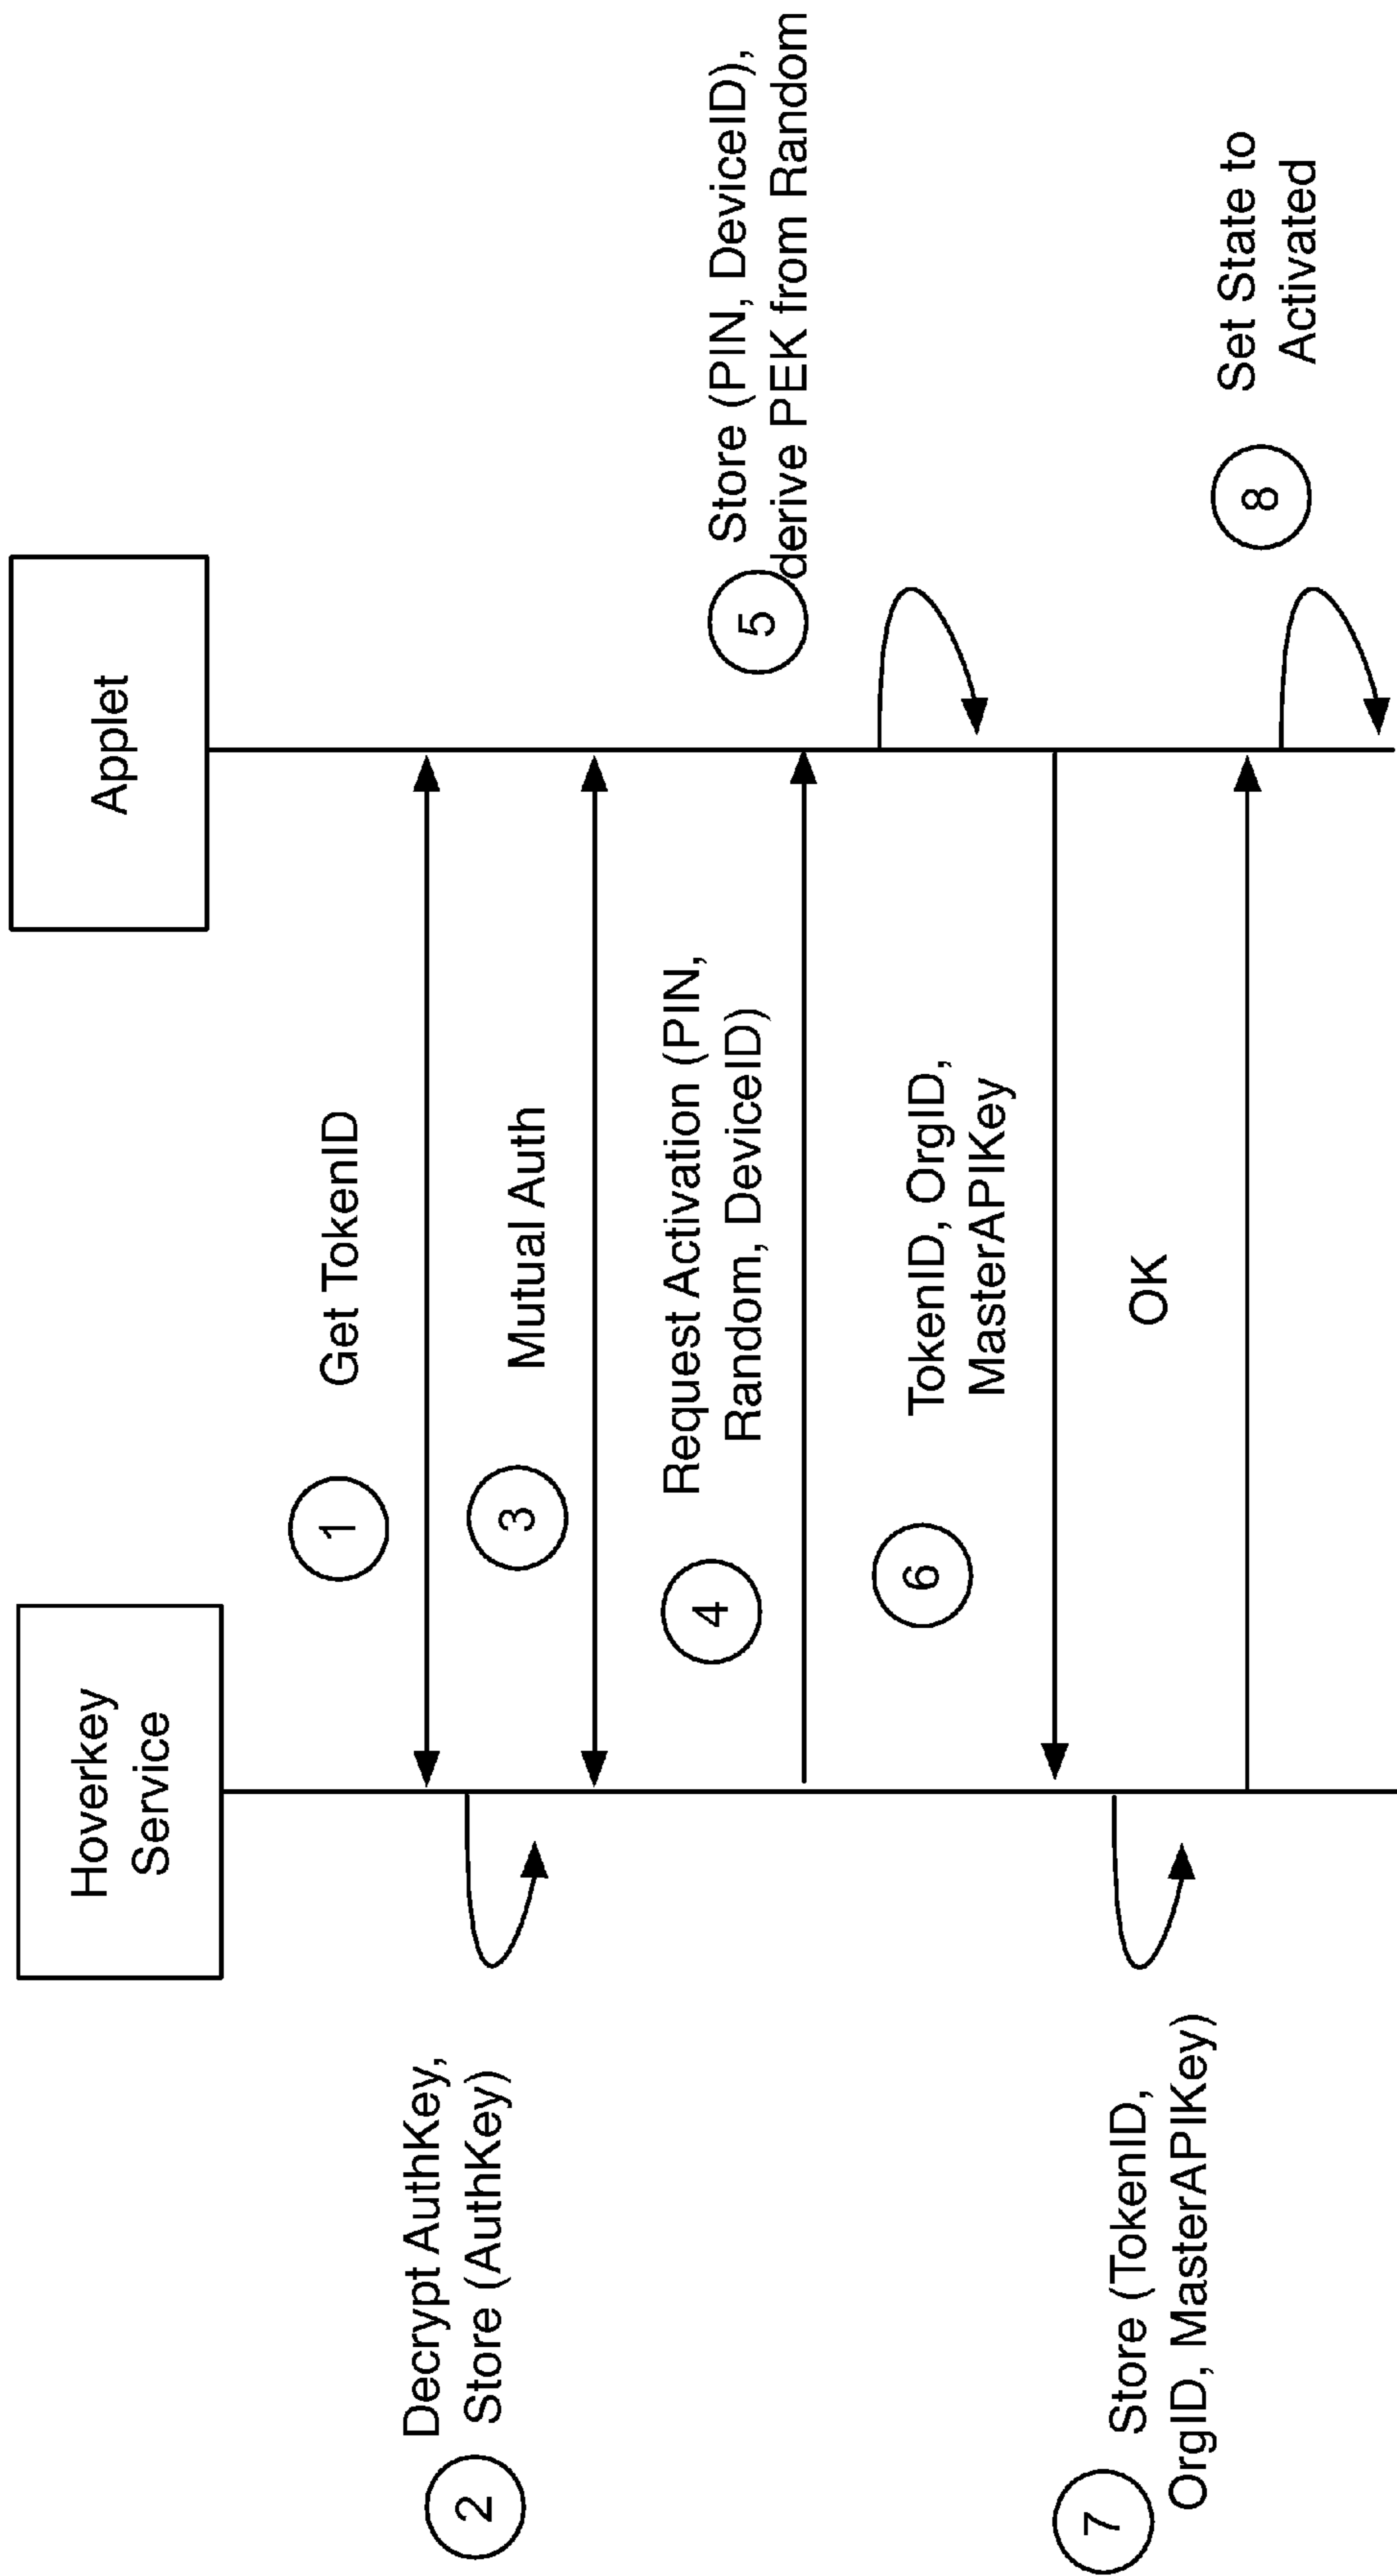 Hoverkey
Service
Applet
1
Get TokenID
2
Decrypt AuthKey,
Store (AuthKey)
3
Mutual Auth
4
Request Activation (PIN,
Random, DeviceID)
5
Store (PIN, DeviceID),
derive PEK from Random
6
TokenID, OrgID,
MasterAPIKey
7
Store (TokenID,
OrgID, MasterAPIKey)
OK
8
Set State to
Activated